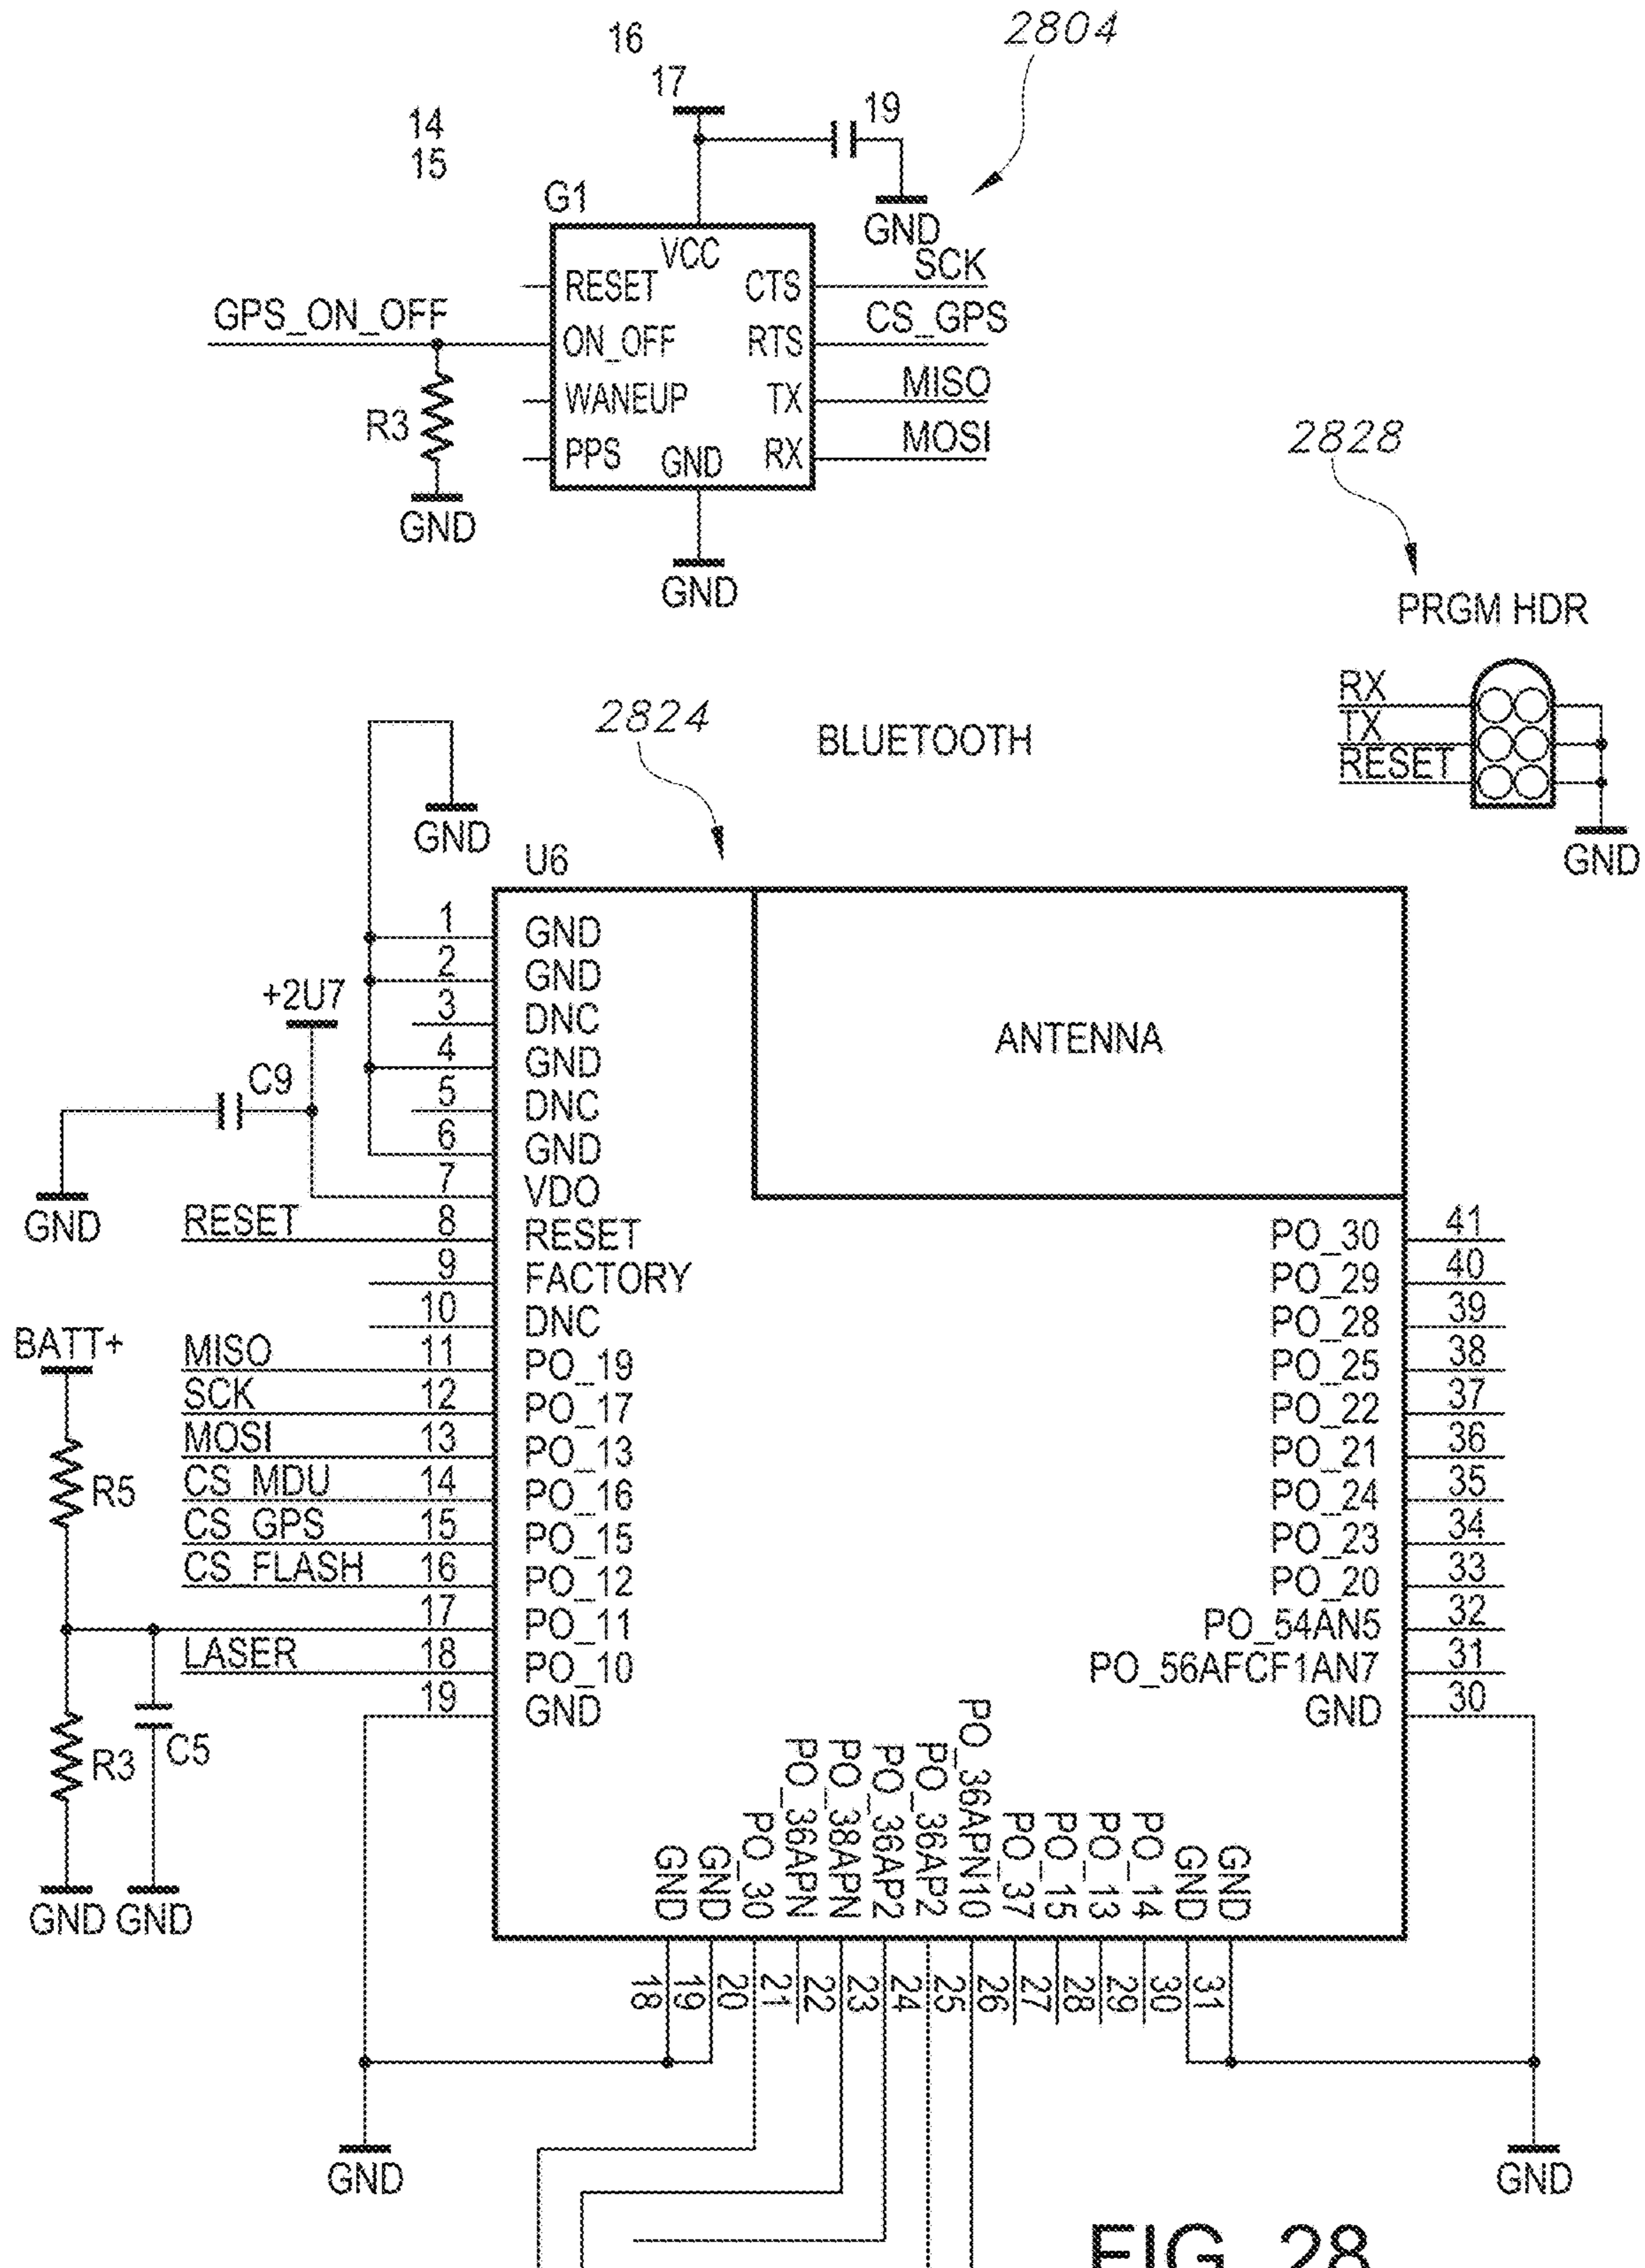 2804
16
17
19
14
15
G1
GND
VCC
SCK
RESET
CTS
GPS_ON_OFF
CS_GPS
ON_OFF
RTS
MISO
WANEUP
TX
R3
MOSI
PPS
GND
RX
GND
GND
2828
PRGM HDR
RX
TX
RESET
GND
2824
BLUETOOTH
GND
U6
ANTENNA
1 GND
2 GND
+2U7
3 DNC
4 GND
C9
5 DNC
6 GND
7 VDO
GND
RESET 8 RESET
9 FACTORY
10 DNC
BATT+
MISO 11 PO_19
SCK 12 PO_17
MOSI 13 PO_13
R5
CS_MDU 14 PO_16
CS_GPS 15 PO_15
CS_FLASH 16 PO_12
17 PO_11
LASER 18 PO_10
19 GND
R3
C5
GND GND
PO_30 41
PO_29 40
PO_28 39
PO_25 38
PO_22 37
PO_21 36
PO_24 35
PO_23 34
PO_20 33
PO_54AN5 32
PO_56AFCF1AN7 31
GND 30
GND
GND
PO_30
PO_36APN
PO_38APN
PO_36AP2
PO_36AP2
PO_36APN10
PO_37
PO_15
PO_13
PO_14
GND
GND
18
19
20
21
22
23
24
25
26
27
28
29
30
31
GND
GND
FIG. 28